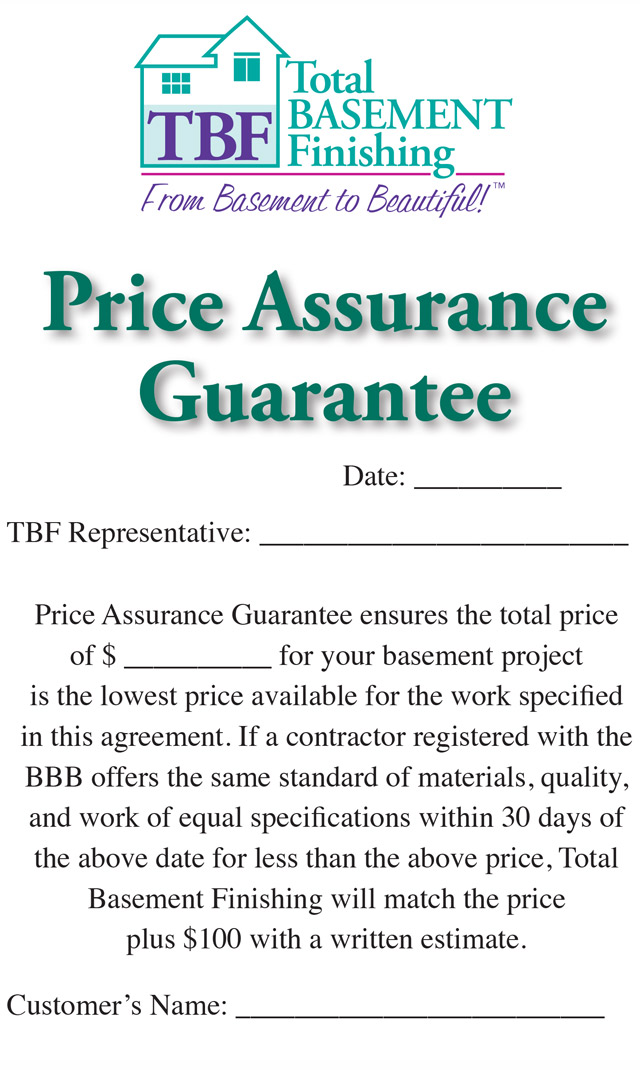 TBF
Total
BASEMENT
Finishing
From Basement to Beautiful!™
Price Assurance
Guarantee
Date: __________
TBF Representative: _________________________
Price Assurance Guarantee ensures the total price
of $ __________ for your basement project
is the lowest price available for the work specified
in this agreement. If a contractor registered with the
BBB offers the same standard of materials, quality,
and work of equal specifications within 30 days of
the above date for less than the above price, Total
Basement Finishing will match the price
plus $100 with a written estimate.
Customer’s Name: _________________________